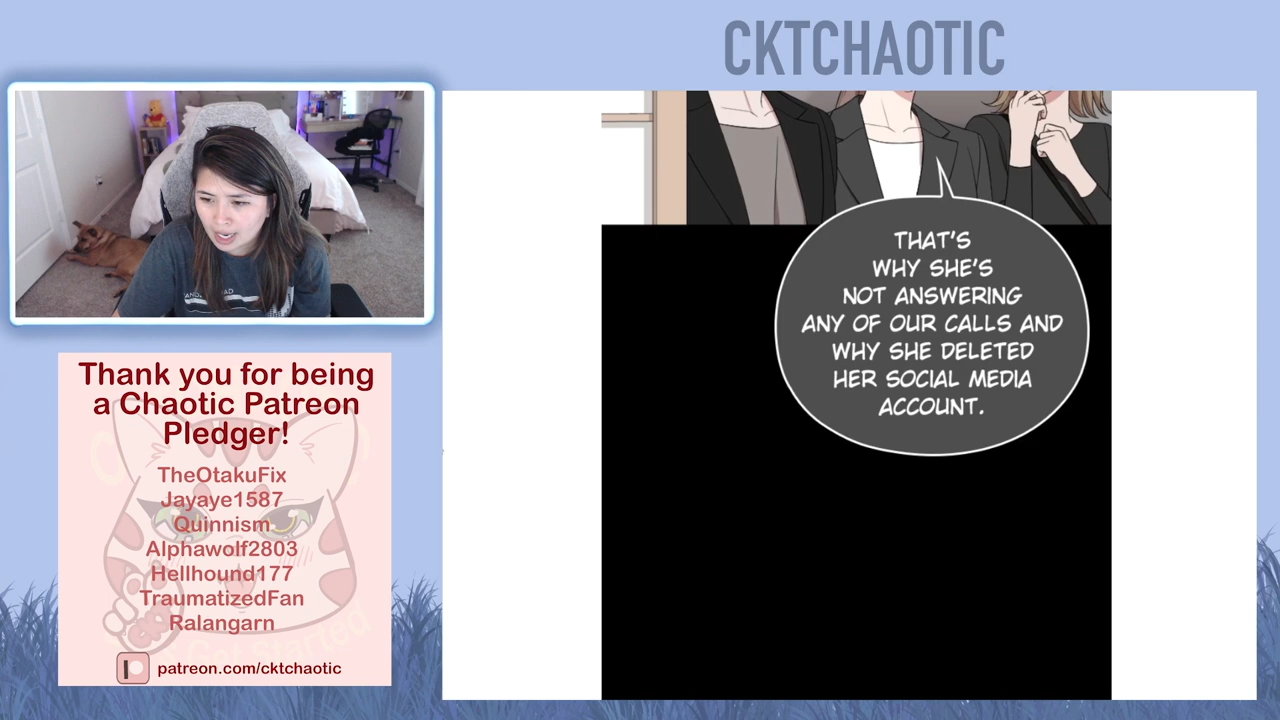 CKTCHAOTIC
THAT'S
WHY SHE'S
NOT ANSWERING
ANY OF OUR CALLS AND
WHY SHE DELETED
HER SOCIAL MEDIA
ACCOUNT.
Thank you for being
a Chaotic Patreon
Pledger!
TheOtakuFix
Jayaye1587
Quinnism
Alphawolf2803
Hellhound177
TraumatizedFan
Ralangarn
patreon.com/cktchaotic